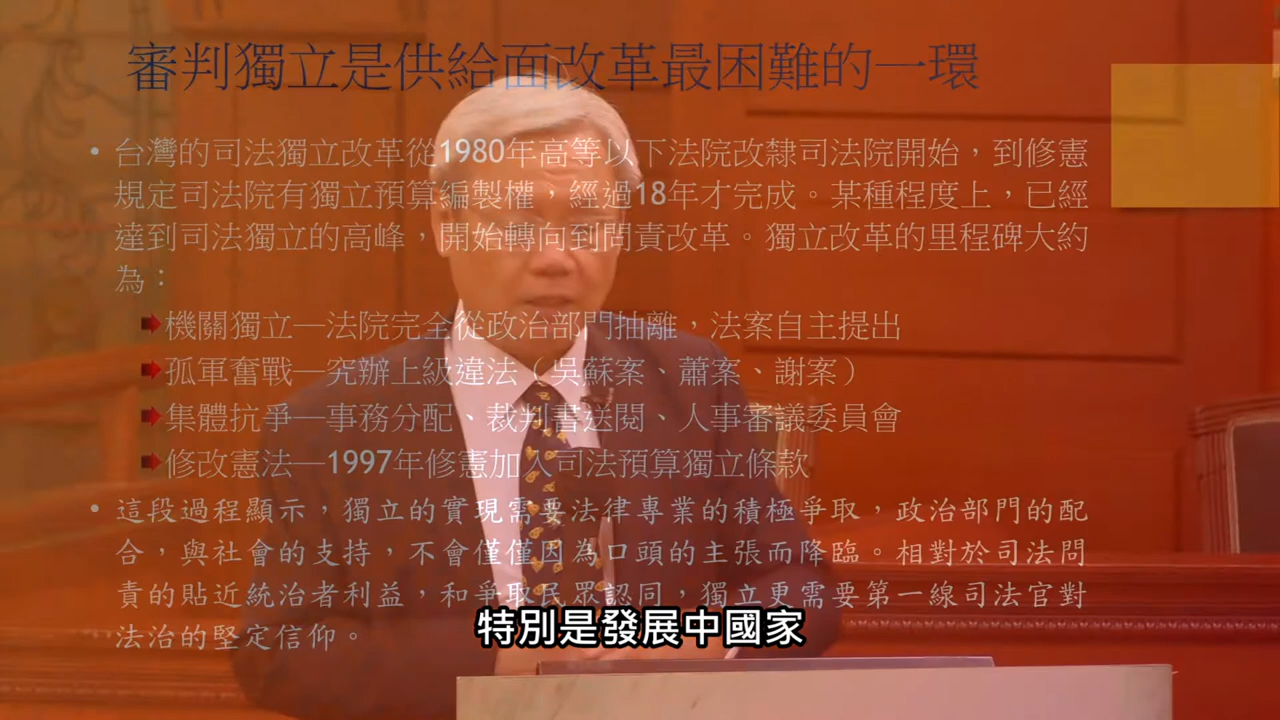 審判獨立是供給面改革最困難的一環
• 台灣的司法獨立改革從1980年高等以下法院改隸司法院開始，到修憲
規定司法院有獨立預算編製權，經過18年才完成。某種程度上，已經
達到司法獨立的高峰，開始轉向到問責改革。獨立改革的里程碑大約
為：
機關獨立—法院完全從政治部門抽離，法案自主提出
孤軍奮戰—究辦上級違法（吳蘇案、蕭案、謝案）
集體抗爭—事務分配、裁判書送閱、人事審議委員會
修改憲法—1997年修憲加入司法預算獨立條款
• 這段過程顯示，獨立的實現需要法律專業的積極爭取，政治部門的配
合，與社會的支持，不會僅僅因為口頭的主張而降臨。相對於司法問
責的貼近統治者利益，和爭取民眾認同，獨立更需要第一線司法官對
法治的堅定信仰。
特別是發展中國家